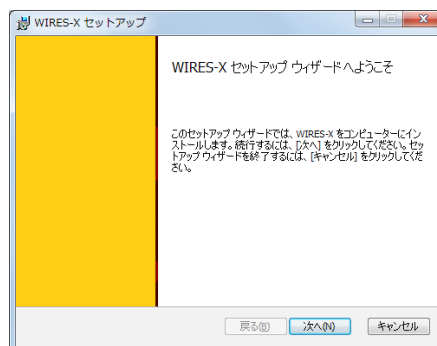 WIRES-X セットアップ
WIRES-X セットアップ ウィザードへようこそ
このセットアップ ウィザードでは、WIRES-X をコンピューターにイン
ストールします。続行するには、[次へ] をクリックしてください。セッ
トアップ ウィザードを終了するには、[キャンセル] をクリックしてくだ
さい。
戻る(B) 次へ(N) キャンセル